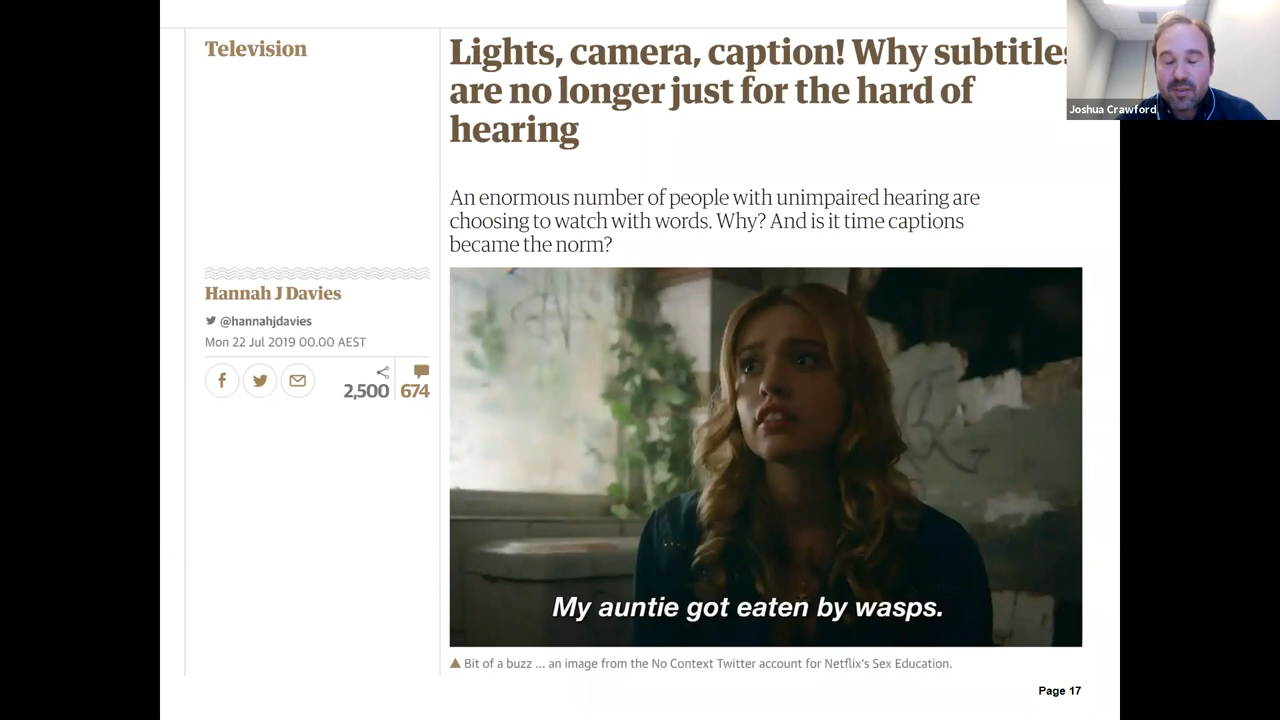 Television
Lights, camera, caption! Why subtitles
are no longer just for the hard of
hearing
Joshua Crawford
An enormous number of people with unimpaired hearing are
choosing to watch with words. Why? And is it time captions
became the norm?
Hannah J Davies
@hannahjdavies
Mon 22 Jul 2019 00.00 AEST
2,500
674
My auntie got eaten by wasps.
Bit of a buzz ... an image from the No Context Twitter account for Netflix's Sex Education.
Page 17